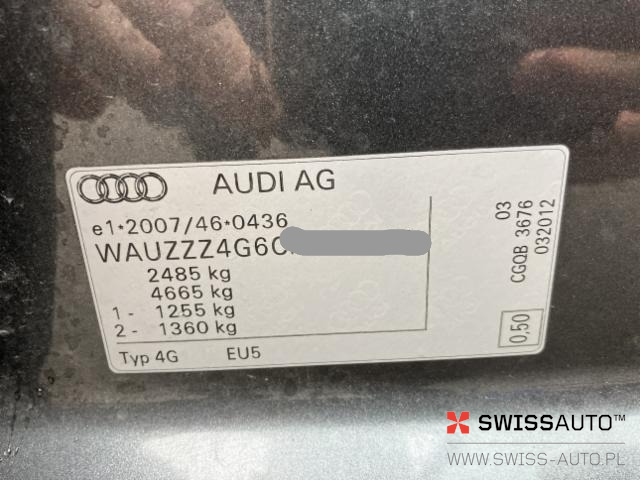 AUDI AG
e1*2007/46*0436
WAUZZZ4G6C
2485 kg
4665 kg
1 - 1255 kg
2 - 1360 kg
Typ 4G EU5
03
CGQB 3676
032012
0,50
SWISSAUTO™
WWW.SWISS-AUTO.PL